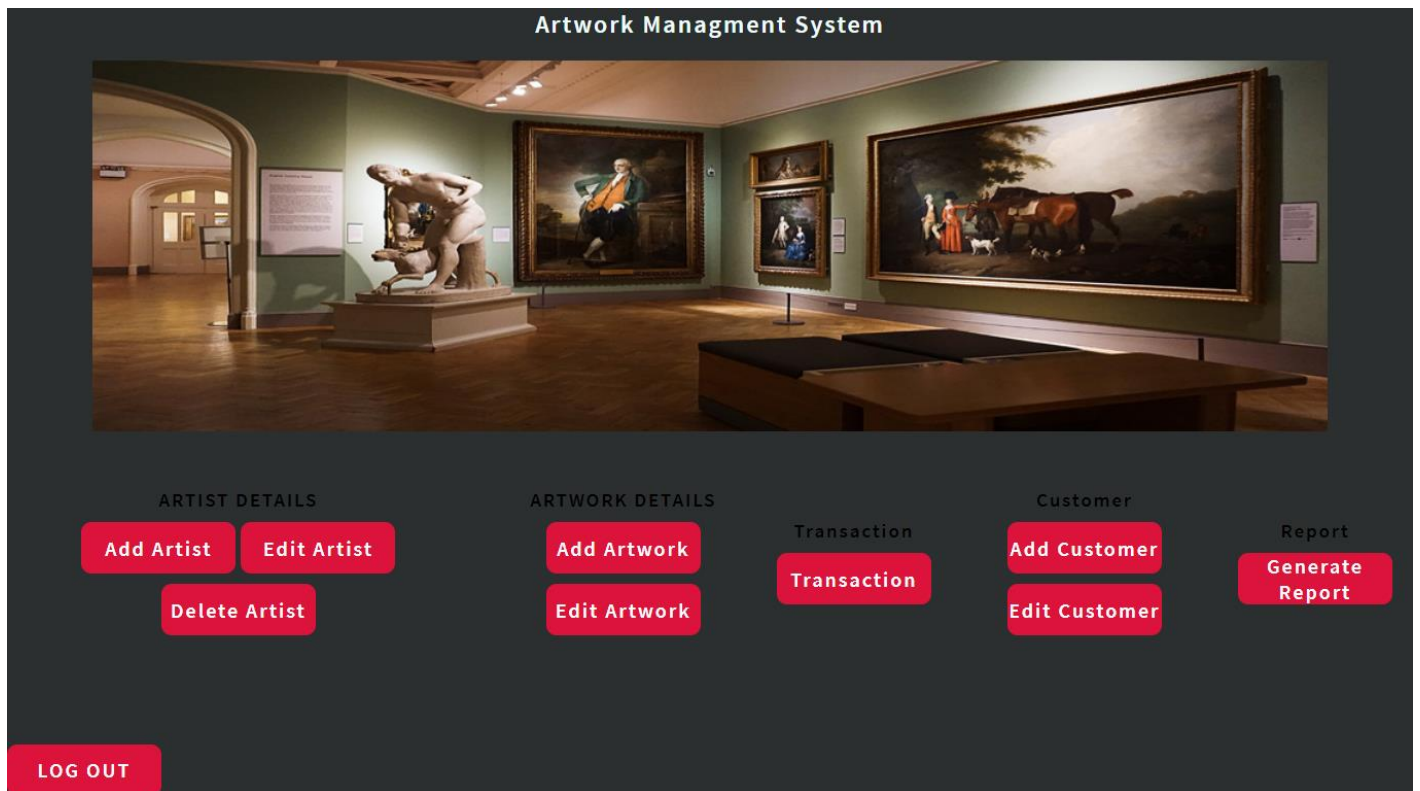 Artwork Managment System
ARTIST DETAILS
Add Artist
Edit Artist
Delete Artist
ARTWORK DETAILS
Add Artwork
Edit Artwork
Transaction
Transaction
Customer
Add Customer
Edit Customer
Report
Generate
Report
LOG OUT